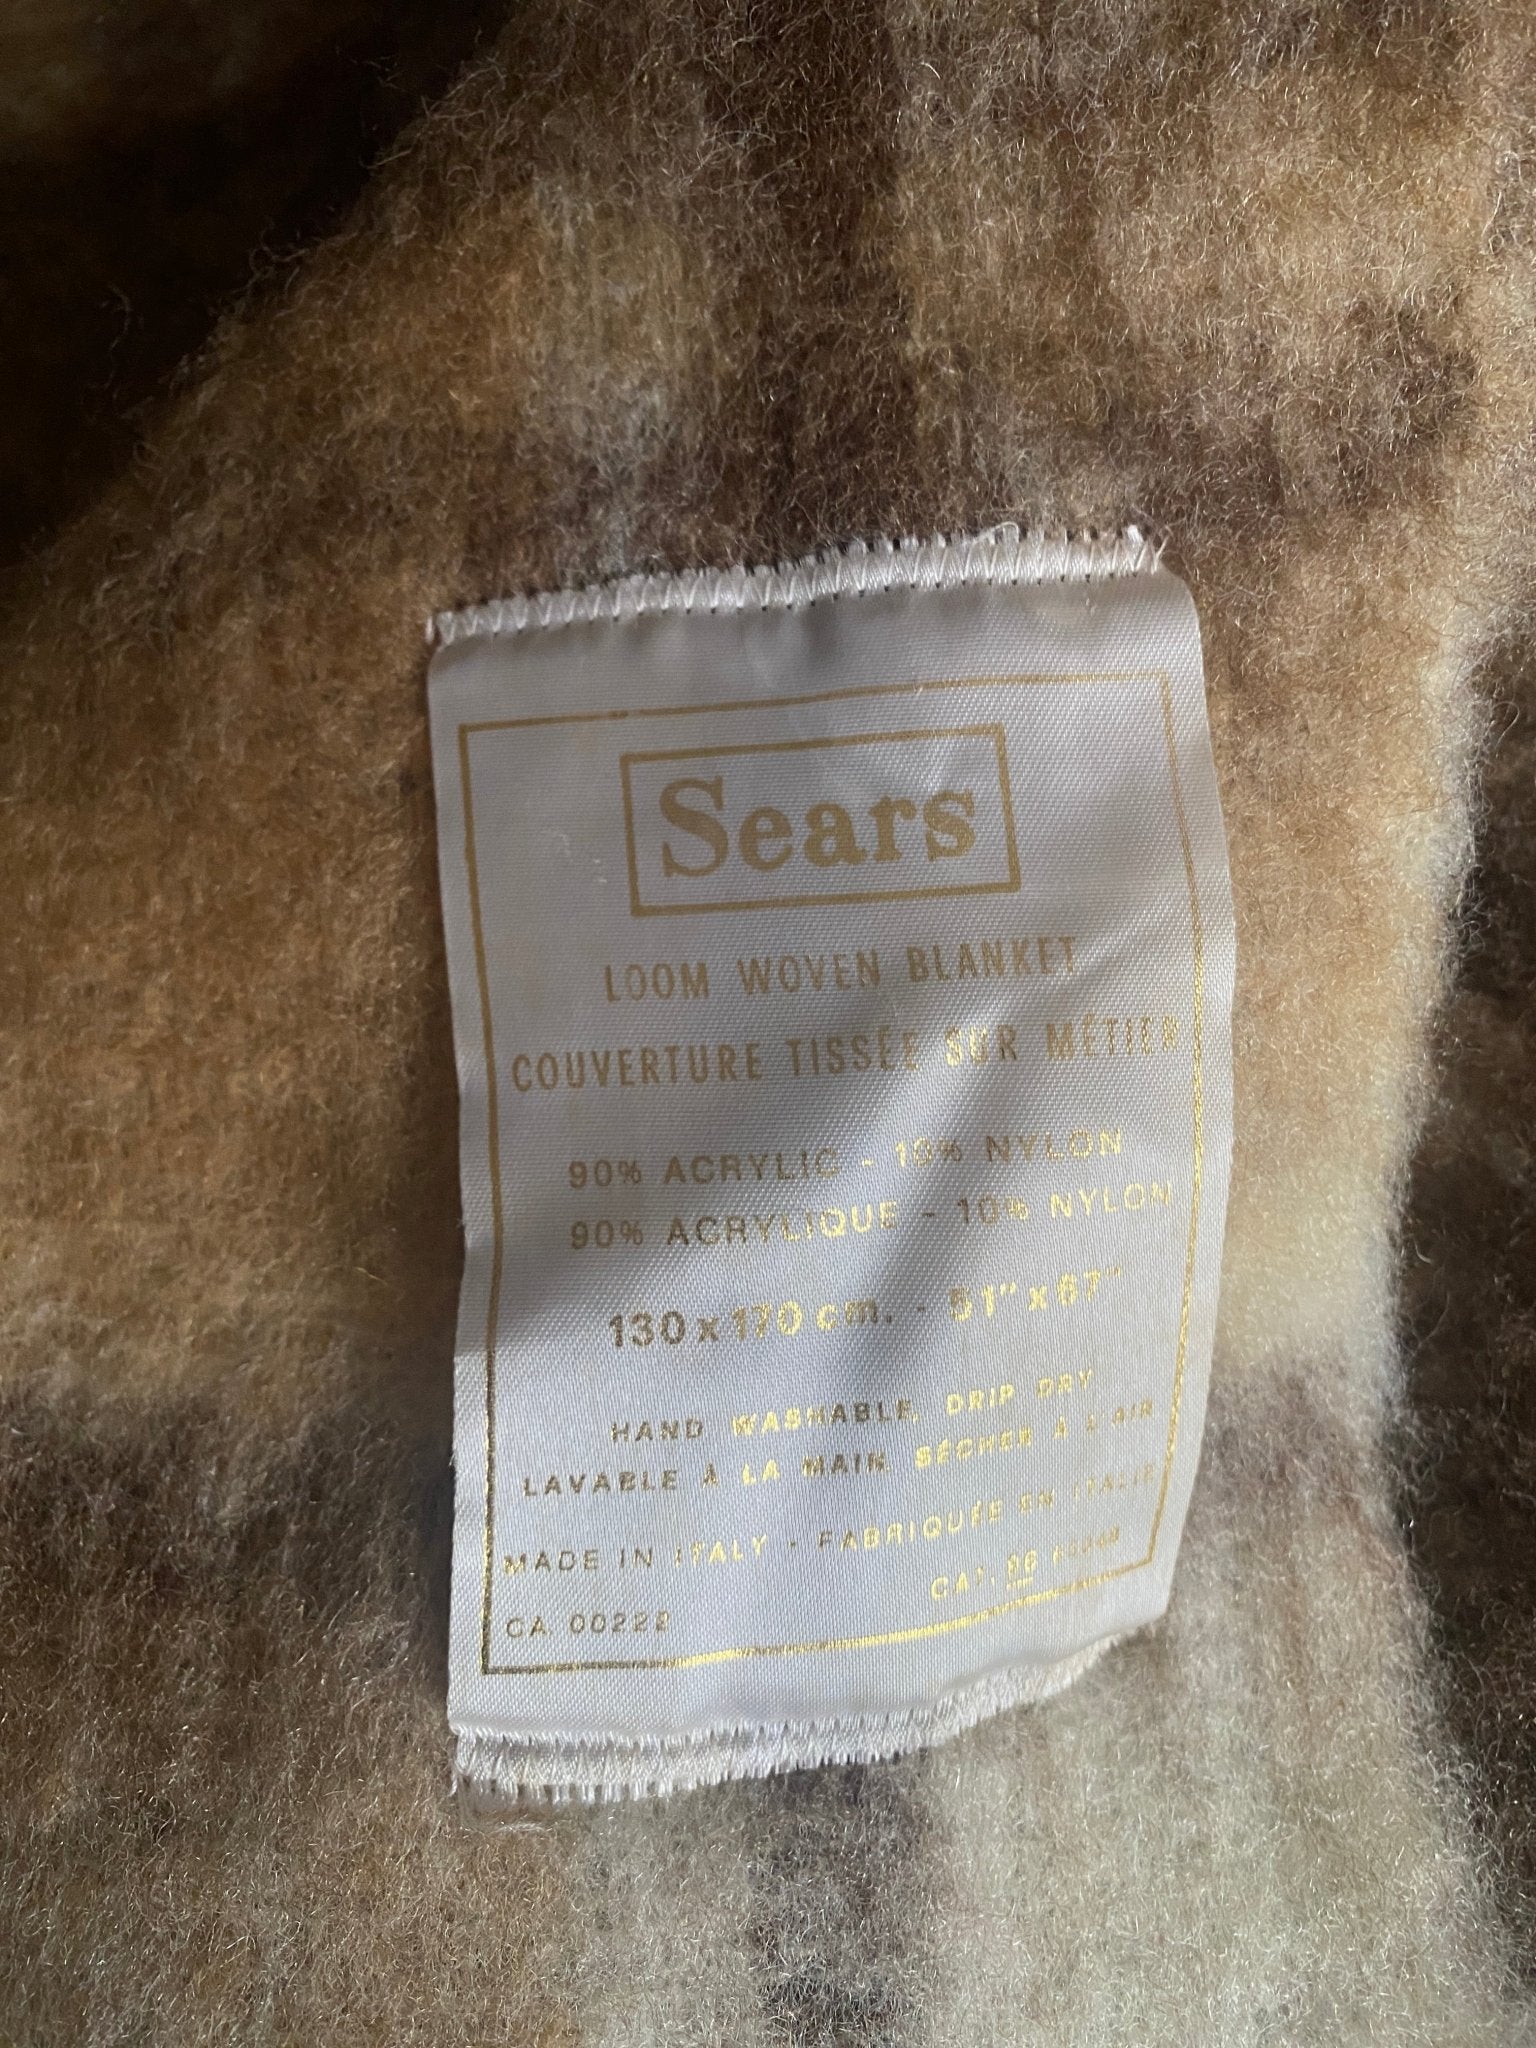 Sears
LOOM WOVEN BLANKET
COUVERTURE TISSÉE SUR MÉTIER
90% ACRYLIC - 10% NYLON
90% ACRYLIQUE - 10% NYLON
130 x 170 cm. - 51" x 67"
HAND WASHABLE, DRIP DRY
LAVABLE À LA MAIN, SÉCHER À L'AIR
MADE IN ITALY - FABRIQUÉE EN ITALIE
CA 00222 CAT.